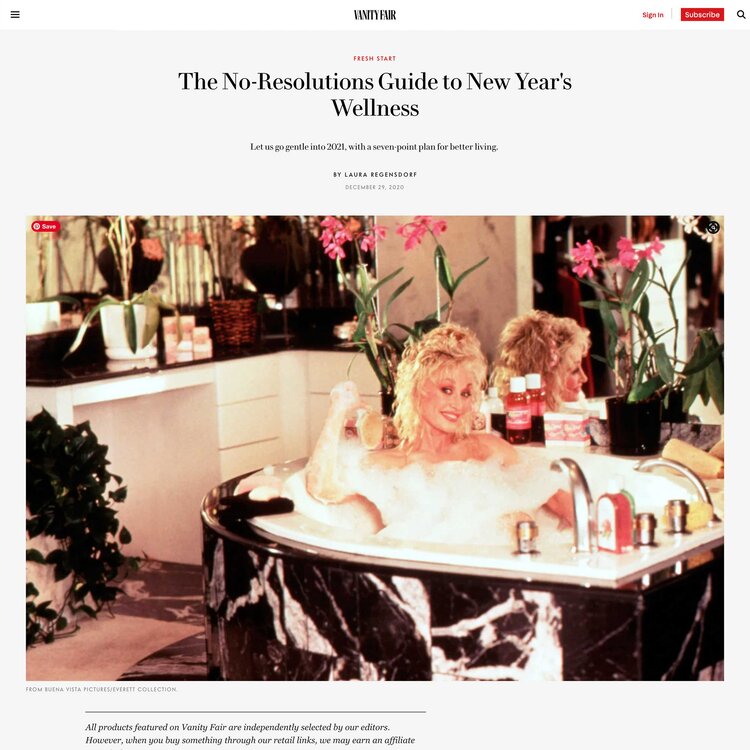 VANITY FAIR
Sign In
Subscribe
FRESH START
The No-Resolutions Guide to New Year's
Wellness
Let us go gentle into 2021, with a seven-point plan for better living.
BY LAURA REGENSDORF
DECEMBER 29, 2020
Save
FROM BUENA VISTA PICTURES/EVERETT COLLECTION.
All products featured on Vanity Fair are independently selected by our editors.
However, when you buy something through our retail links, we may earn an affiliate